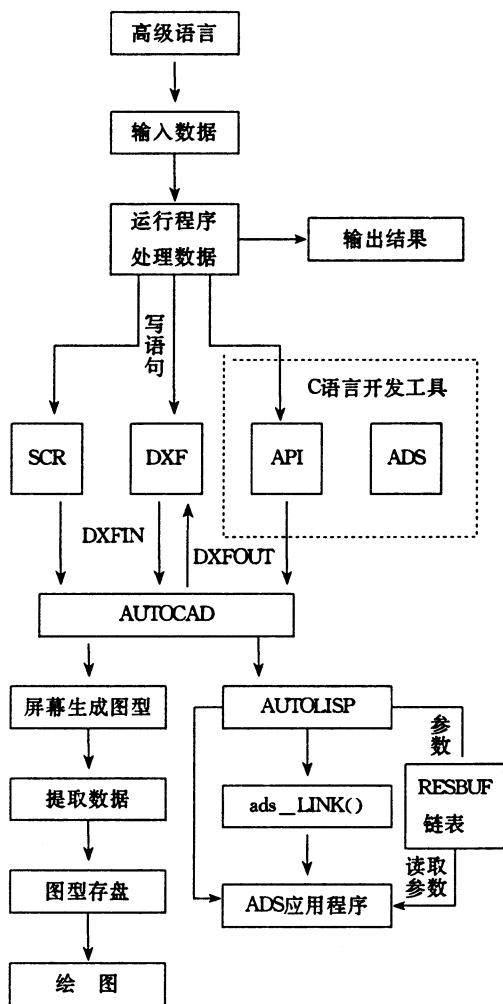 高级语言
输入数据
运行程序
处理数据
输出结果
写语句
C语言开发工具
SCR
DXF
API
ADS
DXFIN
DXFOUT
AUTOCAD
屏幕生成图型
AUTOLISP
参数
提取数据
ads＿LINK()
RESBUF
链表
读取
参数
图型存盘
ADS应用程序
绘 图